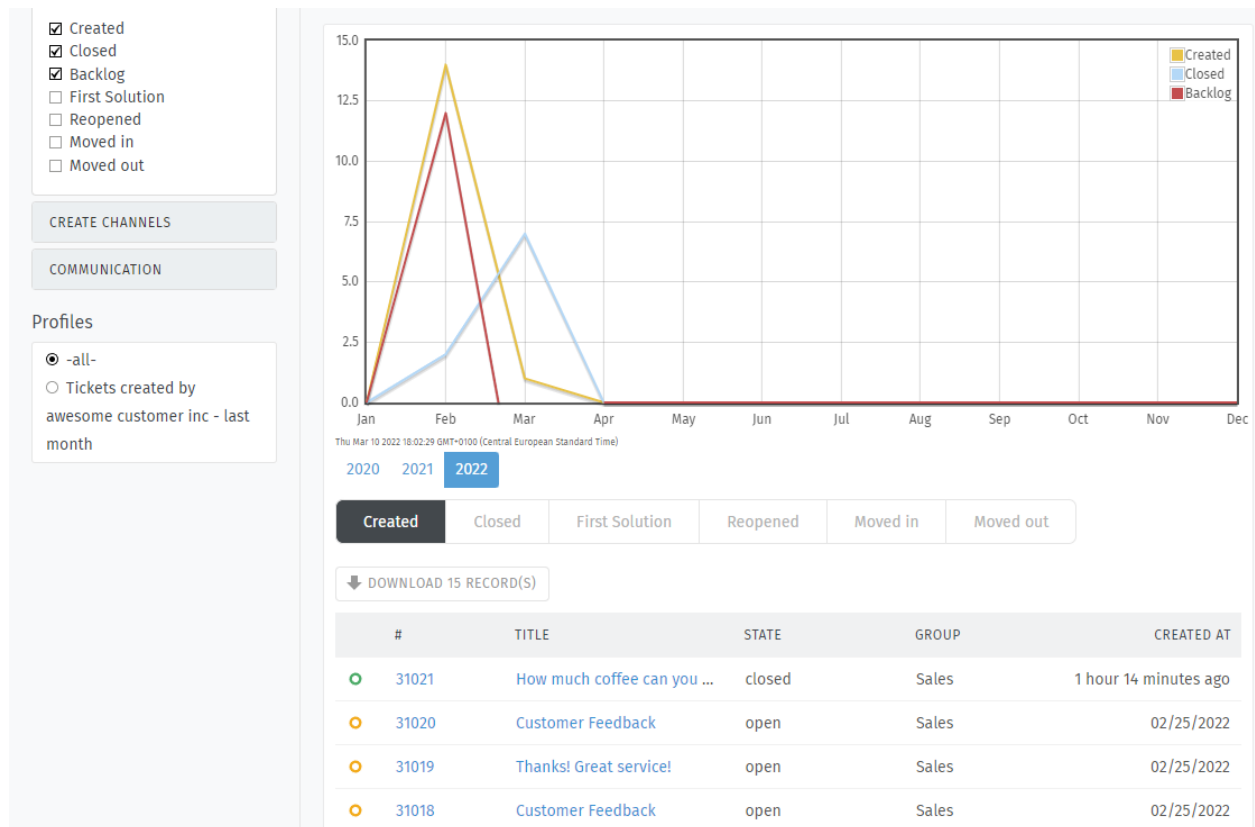 Created
Closed
Backlog
First Solution
Reopened
Moved in
Moved out
CREATE CHANNELS
COMMUNICATION
Profiles
-all-
Tickets created by
awesome customer inc - last
month
15.0
12.5
10.0
7.5
5.0
2.5
0.0
Jan Feb Mar Apr May Jun Jul Aug Sep Oct Nov Dec
Created
Closed
Backlog
Thu Mar 10 2022 18:02:29 GMT+0100 (Central European Standard Time)
2020 2021 2022
Created Closed First Solution Reopened Moved in Moved out
DOWNLOAD 15 RECORD(S)
# TITLE STATE GROUP CREATED AT
31021 How much coffee can you ... closed Sales 1 hour 14 minutes ago
31020 Customer Feedback open Sales 02/25/2022
31019 Thanks! Great service! open Sales 02/25/2022
31018 Customer Feedback open Sales 02/25/2022